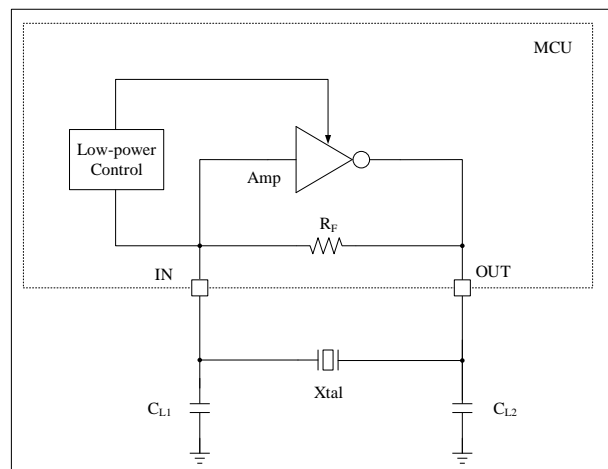 MCU
Low-power
Control
Amp
R_F
IN
OUT
Xtal
C_L1
C_L2